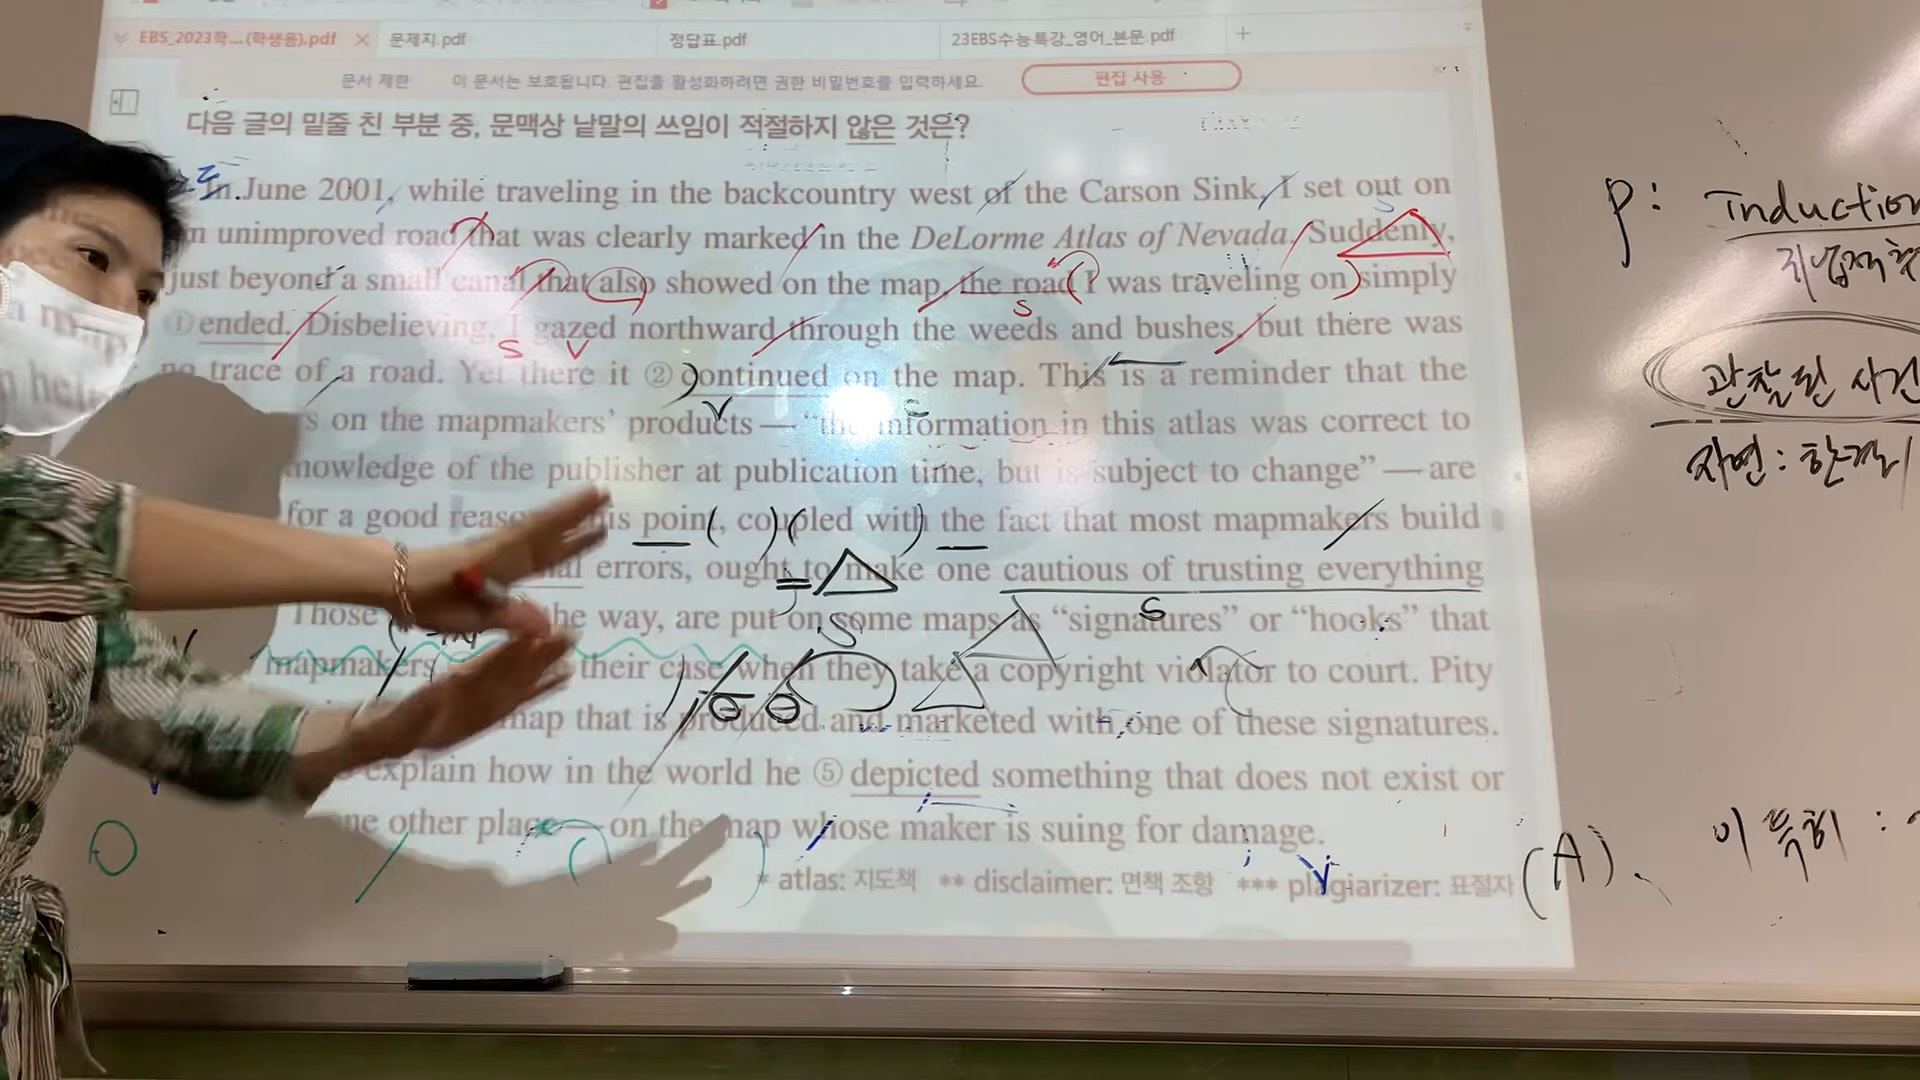 EBS_2023학...(학생용).pdf 문제지.pdf 정답표.pdf 23EBS수능특강_영어_본문.pdf
문서 제한 이 문서는 보호됩니다. 편집을 활성화하려면 권한 비밀번호를 입력하세요. 편집 사용
다음 글의 밑줄 친 부분 중, 문맥상 낱말의 쓰임이 적절하지 않은 것은?
In June 2001, while traveling in the backcountry west of the Carson Sink, I set out on
n unimproved road that was clearly marked in the DeLorme Atlas of Nevada. Suddenly,
just beyond a small canal that also showed on the map, the road I was traveling on simply
① ended. Disbelieving, I gazed northward through the weeds and bushes, but there was
no trace of a road. Yet there it ② continued on the map. This is a reminder that the
s on the mapmakers' products — "the information in this atlas was correct to
nowledge of the publisher at publication time, but is subject to change" — are
for a good reason is point, coupled with the fact that most mapmakers build
errors, ought to make one cautious of trusting everything
Those the way, are put on some maps as "signatures" or "hooks" that
mapmakers their case when they take a copyright violator to court. Pity
map that is produced and marketed with one of these signatures.
explain how in the world he ⑤ depicted something that does not exist or
ne other place — on the map whose maker is suing for damage.
* atlas: 지도책 ** disclaimer: 면책 조항 *** plagiarizer: 표절자
P: Induction
관찰된 사건
자연:
(A). 이 특히 :